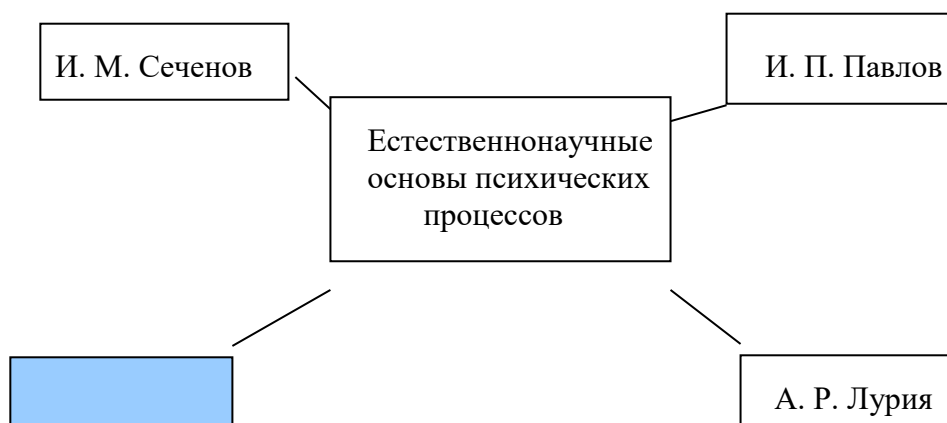 И. М. Сеченов
И. П. Павлов
Естественнонаучные
основы психических
процессов
А. Р. Лурия